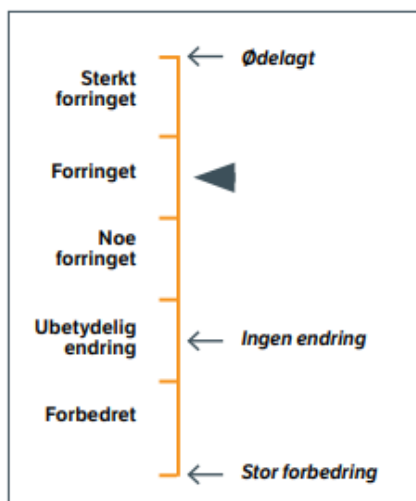 Ødelagt
Sterkt
forringet
Forringet
Noe
forringet
Ubetydelig
endring
Ingen endring
Forbedret
Stor forbedring